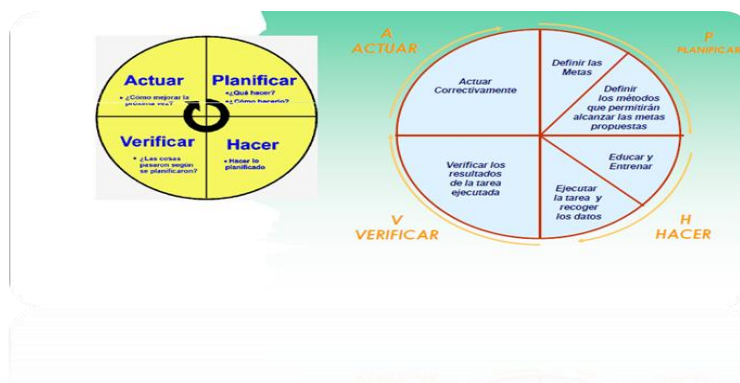 Actuar
• ¿Cómo mejorar la
próxima vez?
Planificar
•¿Qué hacer?
•¿Cómo hacerlo?
Verificar
• ¿Las cosas
pasaron según
se planificaron?
Hacer
• Hacer lo
planificado
A
ACTUAR
P
PLANIFICAR
Actuar
Correctivamente
Definir las
Metas
Definir
los métodos
que permitirán
alcanzar las metas
propuestas
Verificar los
resultados
de la tarea
ejecutada
Educar y
Entrenar
Ejecutar
la tarea y
recoger
los datos
V
VERIFICAR
H
HACER